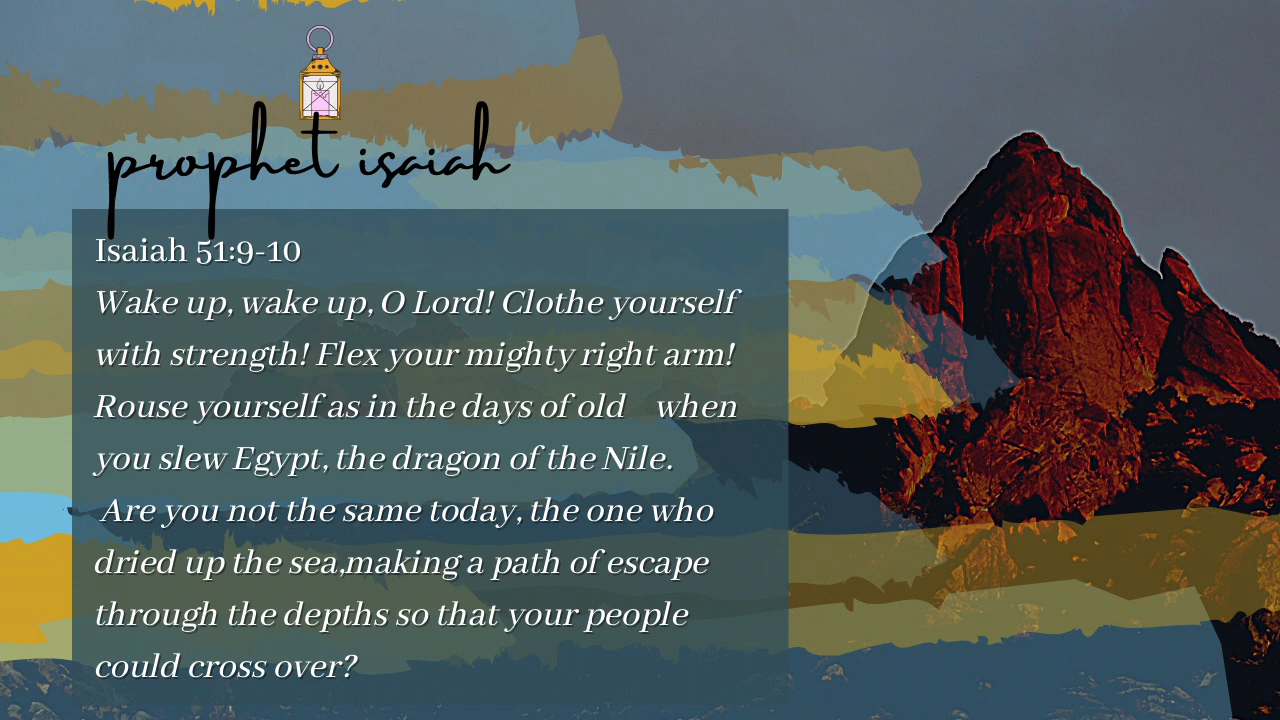 prophet isaiah
Isaiah 51:9-10
Wake up, wake up, O Lord! Clothe yourself
with strength! Flex your mighty right arm!
Rouse yourself as in the days of old when
you slew Egypt, the dragon of the Nile.
Are you not the same today, the one who
dried up the sea,making a path of escape
through the depths so that your people
could cross over?